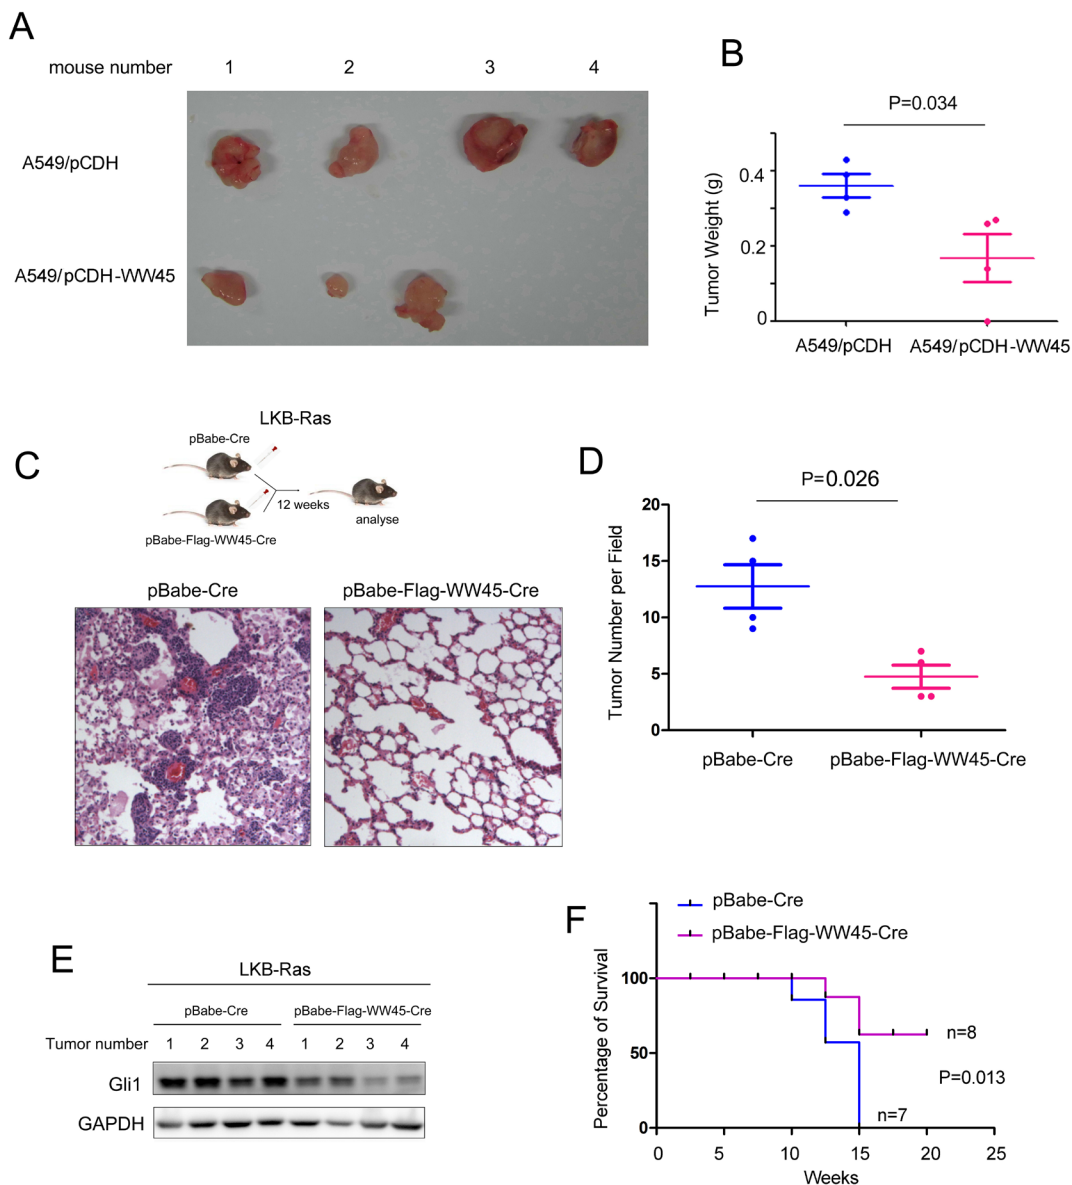 A
mouse number 1 2 3 4
A549/pCDH
A549/pCDH-WW45
B
P=0.034
Tumor Weight (g)
0.4
0.2
0
A549/pCDH A549/pCDH-WW45
C
LKB-Ras
pBabe-Cre
12 weeks
analyse
pBabe-Flag-WW45-Cre
pBabe-Cre pBabe-Flag-WW45-Cre
D
P=0.026
Tumor Number per Field
20
15
10
5
0
pBabe-Cre pBabe-Flag-WW45-Cre
E
LKB-Ras
pBabe-Cre pBabe-Flag-WW45-Cre
Tumor number 1 2 3 4 1 2 3 4
Gli1
GAPDH
F
pBabe-Cre
pBabe-Flag-WW45-Cre
Percentage of Survival
100
50
0
n=8
P=0.013
n=7
0 5 10 15 20 25
Weeks